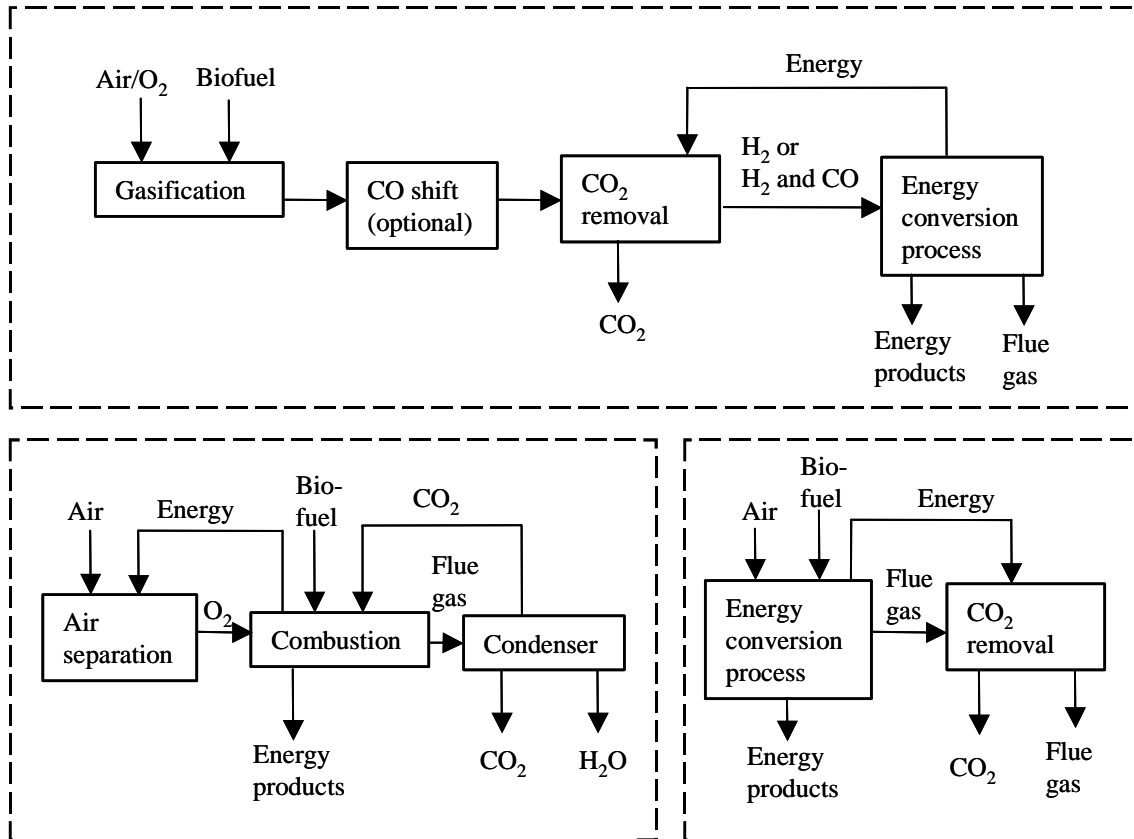 Energy
Air/O2
Biofuel
H2 or
H2 and CO
Gasification
CO shift
(optional)
CO2
removal
Energy
conversion
process
CO2
Energy
products
Flue
gas
Air
Energy
Bio-
fuel
CO2
Flue
gas
Air
separation
O2
Combustion
Condenser
Energy
products
CO2
H2O
Air
Bio-
fuel
Energy
Energy
conversion
process
Flue
gas
CO2
removal
Energy
products
CO2
Flue
gas